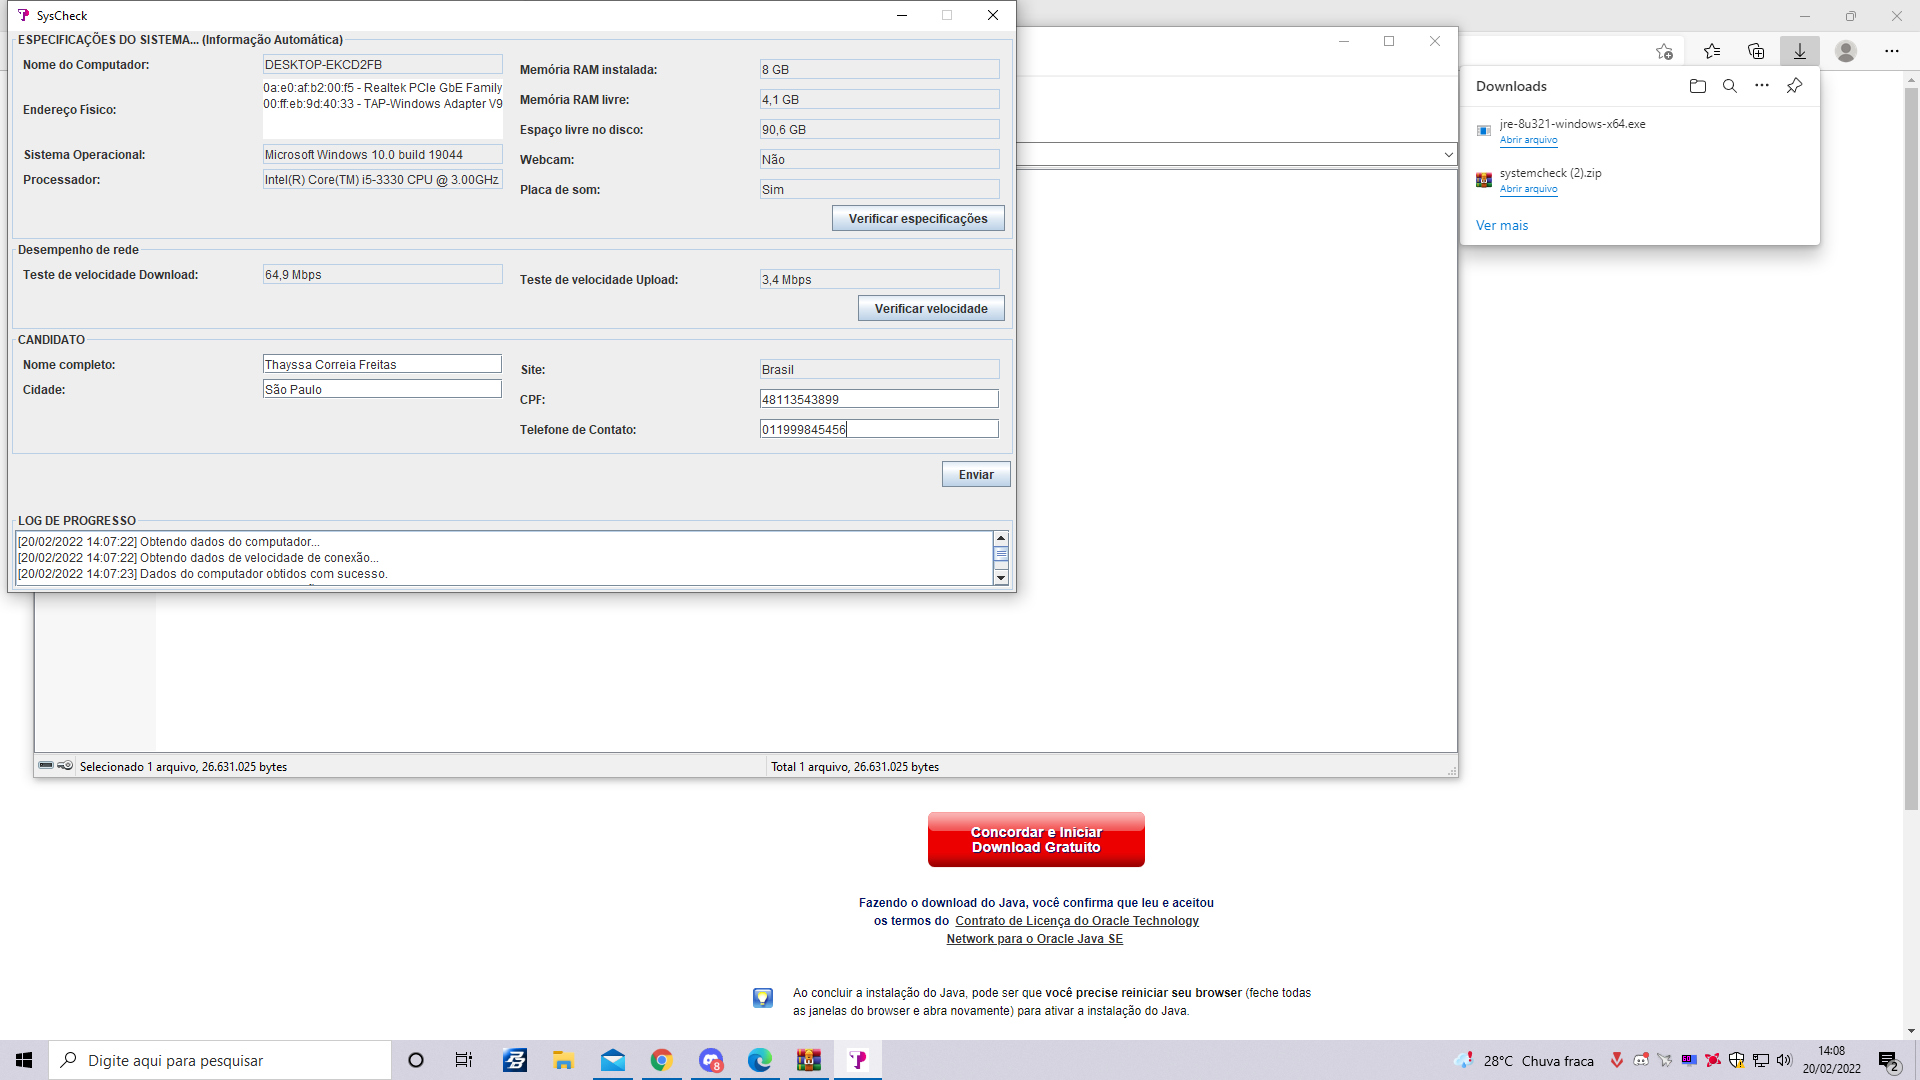 SysCheck
ESPECIFICAÇÕES DO SISTEMA... (Informação Automática)
Nome do Computador:
DESKTOP-EKCD2FB
Endereço Físico:
0a:e0:af:b2:00:f5 - Realtek PCIe GbE Family
00:ff:eb:9d:40:33 - TAP-Windows Adapter V9
Sistema Operacional:
Microsoft Windows 10.0 build 19044
Processador:
Intel(R) Core(TM) i5-3330 CPU @ 3.00GHz
Memória RAM instalada:
8 GB
Memória RAM livre:
4,1 GB
Espaço livre no disco:
90,6 GB
Webcam:
Não
Placa de som:
Sim
Verificar especificações
Desempenho de rede
Teste de velocidade Download:
64,9 Mbps
Teste de velocidade Upload:
3,4 Mbps
Verificar velocidade
CANDIDATO
Nome completo:
Thayssa Correia Freitas
Cidade:
São Paulo
Site:
Brasil
CPF:
48113543899
Telefone de Contato:
011999845456
Enviar
LOG DE PROGRESSO
[20/02/2022 14:07:22] Obtendo dados do computador...
[20/02/2022 14:07:22] Obtendo dados de velocidade de conexão...
[20/02/2022 14:07:23] Dados do computador obtidos com sucesso.
Downloads
jre-8u321-windows-x64.exe
Abrir arquivo
systemcheck (2).zip
Abrir arquivo
Ver mais
Selecionado 1 arquivo, 26.631.025 bytes
Total 1 arquivo, 26.631.025 bytes
Concordar e Iniciar
Download Gratuito
Fazendo o download do Java, você confirma que leu e aceitou
os termos do Contrato de Licença do Oracle Technology
Network para o Oracle Java SE
Ao concluir a instalação do Java, pode ser que você precise reiniciar seu browser (feche todas
as janelas do browser e abra novamente) para ativar a instalação do Java.
Digite aqui para pesquisar
8
28°C Chuva fraca
14:08
20/02/2022
2